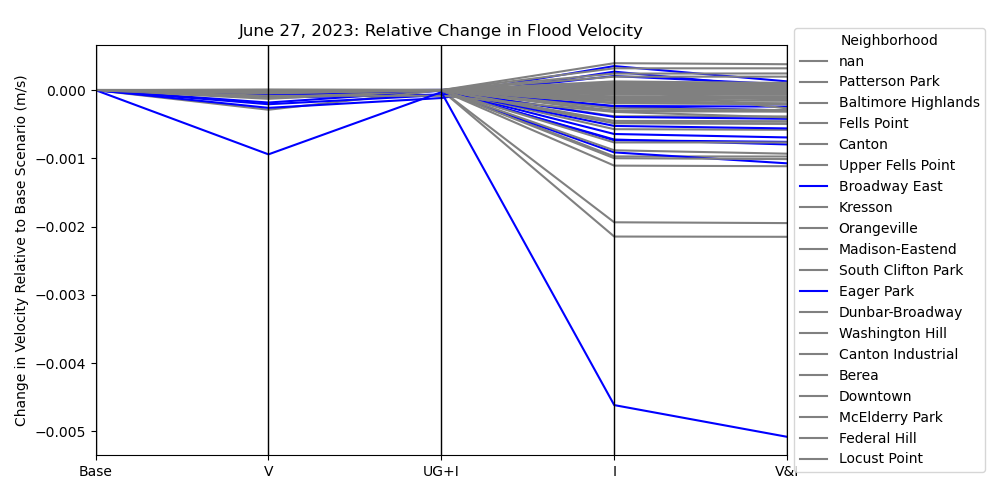 June 27, 2023: Relative Change in Flood Velocity
Change in Velocity Relative to Base Scenario (m/s)
0.000
−0.001
−0.002
−0.003
−0.004
−0.005
Base
V
UG+I
I
Neighborhood
nan
Patterson Park
Baltimore Highlands
Fells Point
Canton
Upper Fells Point
Broadway East
Kresson
Orangeville
Madison-Eastend
South Clifton Park
Eager Park
Dunbar-Broadway
Washington Hill
Canton Industrial
Berea
Downtown
McElderry Park
Federal Hill
Locust Point